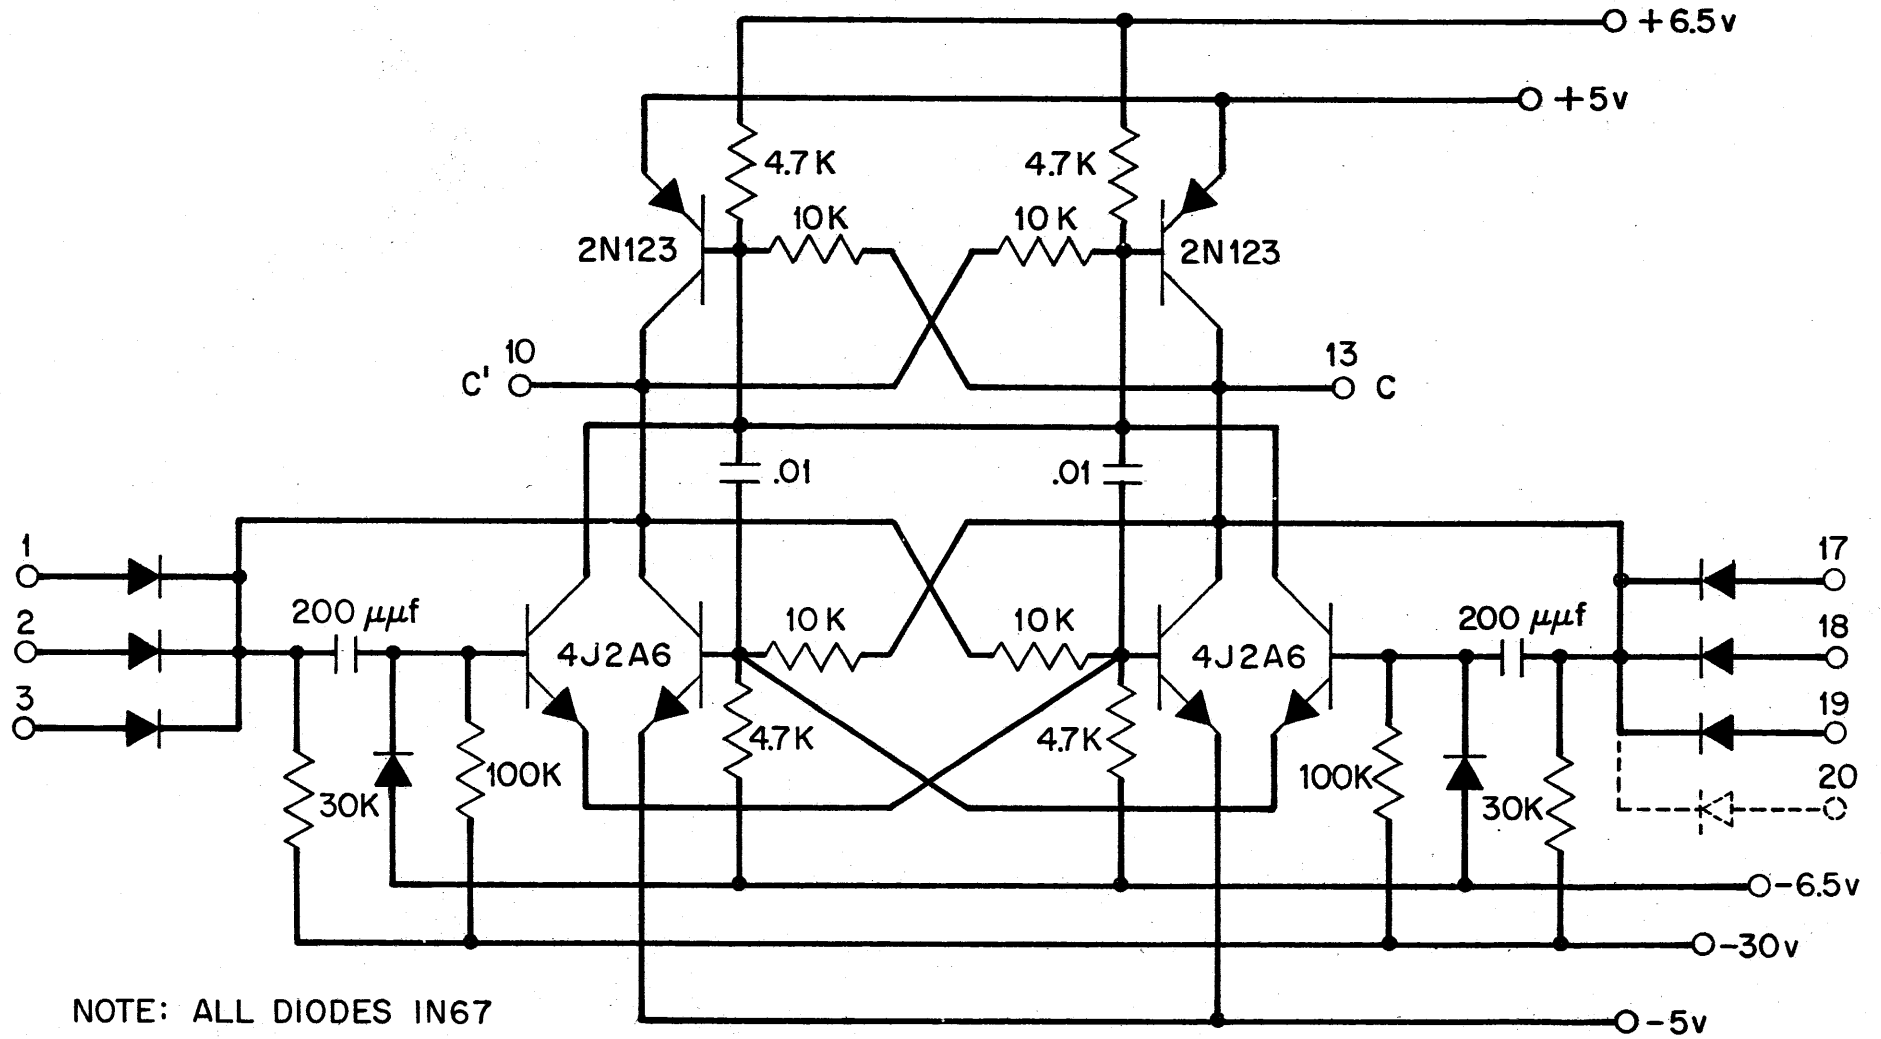 +6.5v
+5v
4.7K
4.7K
10K
10K
2N123
2N123
10
13
C'
C
.01
.01
1
17
200 μμf
10K
10K
200 μμf
2
18
4J2A6
4J2A6
3
19
4.7K
4.7K
100K
100K
20
30K
30K
-6.5v
-30v
NOTE: ALL DIODES IN67
-5v